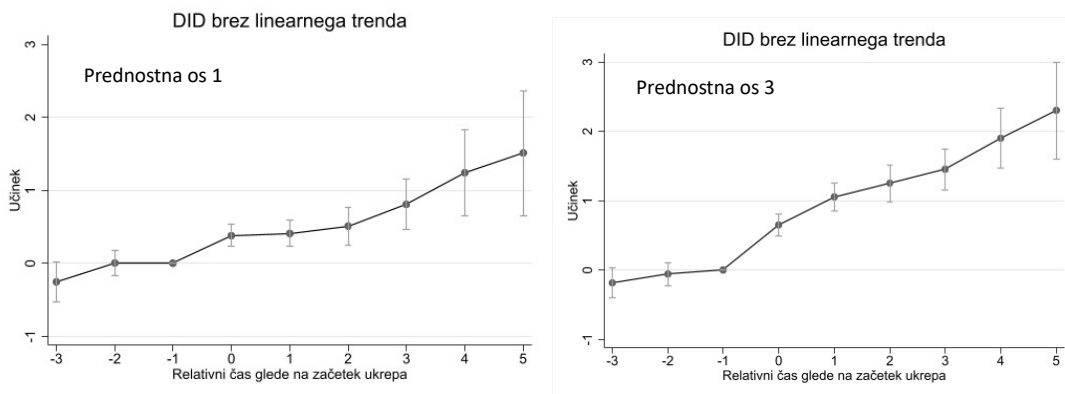 DID brez linearnega trenda
Prednostna os 1
3
2
1
0
-1
Učinek
-3 -2 -1 0 1 2 3 4 5
Relativni čas glede na začetek ukrepa
DID brez linearnega trenda
Prednostna os 3
3
2
1
0
-1
Učinek
-3 -2 -1 0 1 2 3 4 5
Relativni čas glede na začetek ukrepa